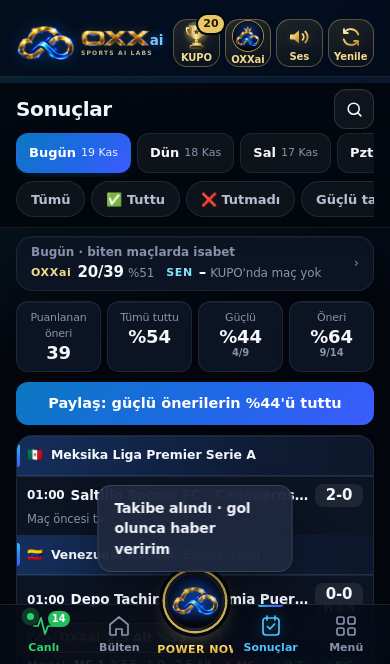 OXX ai
SPORTS AI LABS
20
KUPO
OXXai
Ses
Yenile
Sonuçlar
Bugün 19 Kas
Dün 18 Kas
Sal 17 Kas
Pzt
Tümü
✅ Tuttu
❌ Tutmadı
Güçlü
Bugün · biten maçlarda isabet
OXXai 20/39 %51 SEN – KUPO'nda maç yok
Puanlanan
öneri
39
Tümü tuttu
%54
Güçlü
%44
4/9
Öneri
%64
9/14
Paylaş: güçlü önerilerin %44'ü tuttu
Meksika Liga Premier Serie A
01:00
2-0
Maç öncesi
Takibe alındı · gol
olunca haber
veririm
01:00 Depo Tachir
0-0
14
Canlı
Bülten
POWER NOW
Sonuçlar
Menü